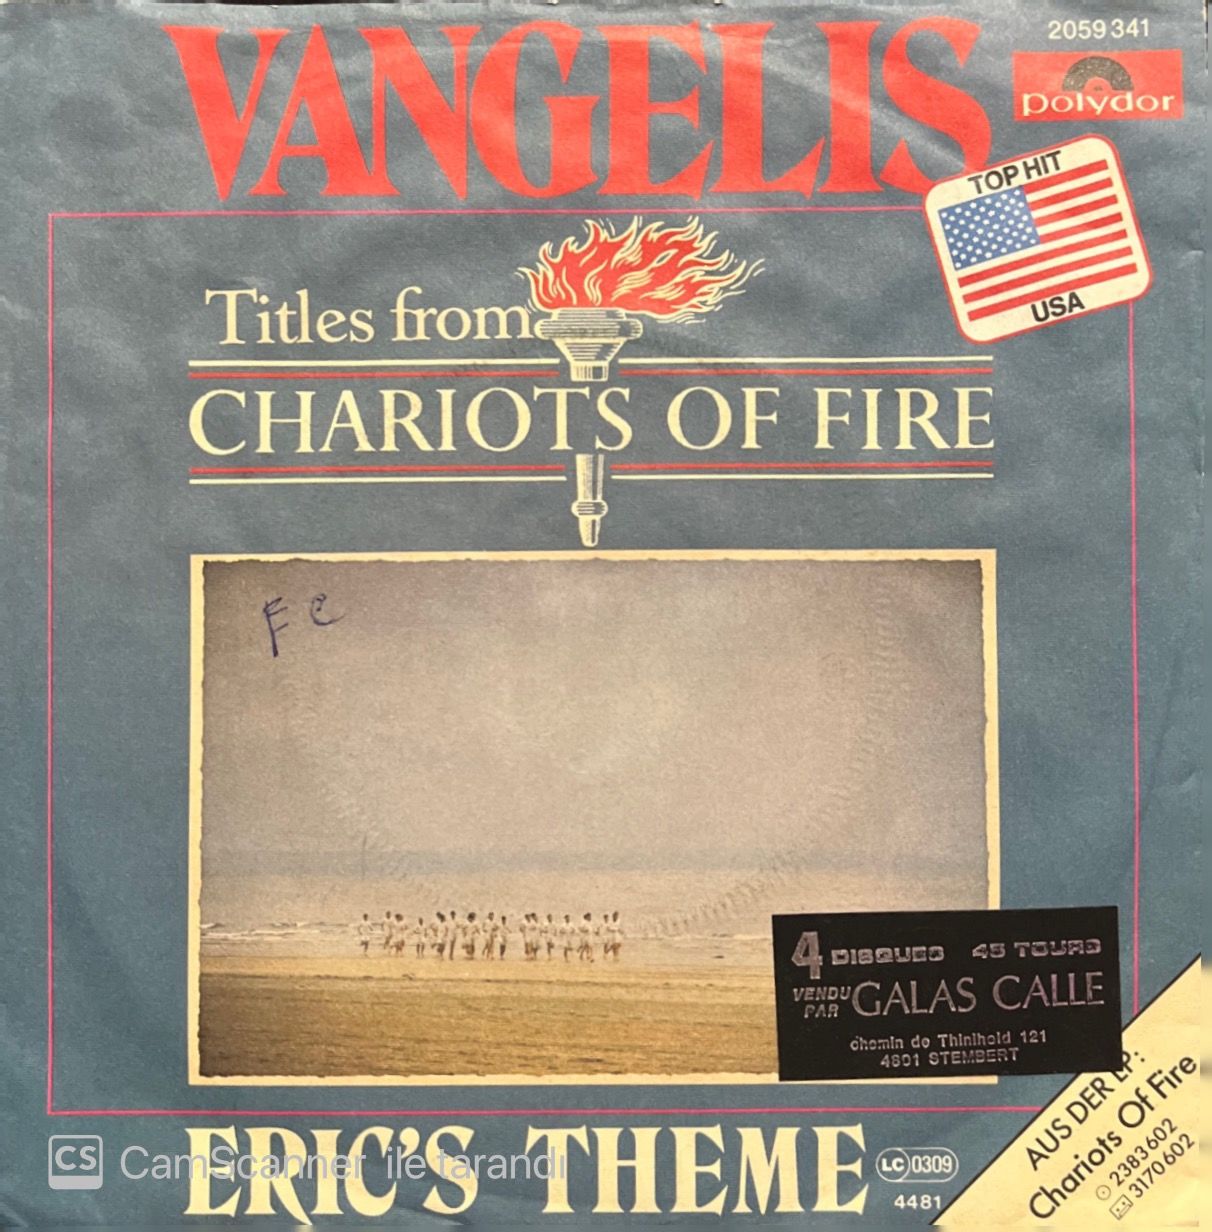 VANGELIS
2059 341
polydor
TOP HIT
USA
Titles from
CHARIOTS OF FIRE
F C
4 DISQUES 45 TOURS
VENDU PAR GALAS CALLE
chemin de Thinihold 121
4801 STEMBERT
AUS DER LP:
Chariots Of Fire
2383 602
3170 602
ERIC'S THEME
LC 0309
4481
CS CamScanner ile tarandı